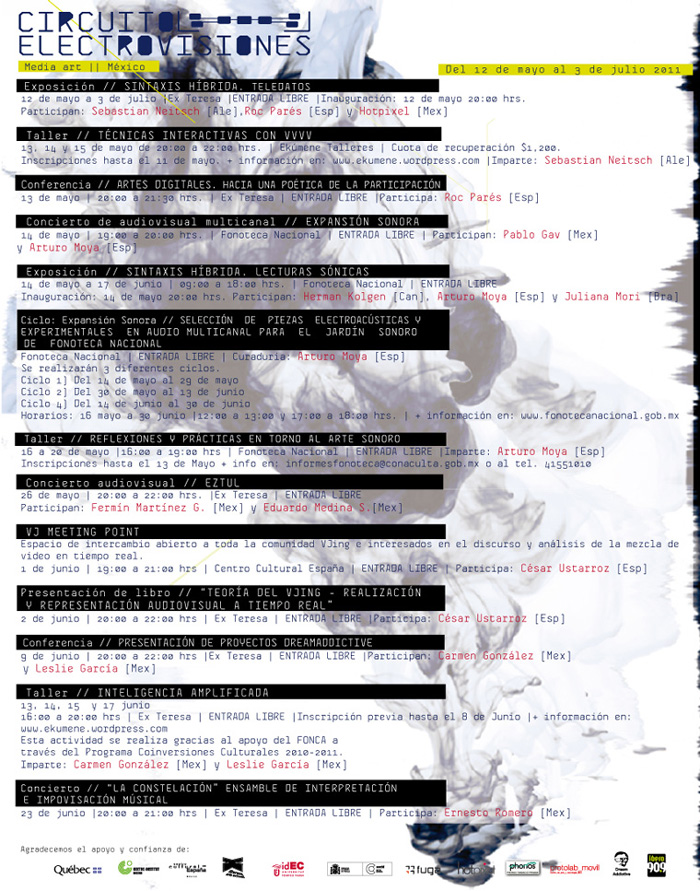 CIRCUITO
ELECTROVISIONES
Media art || México
Del 12 de mayo al 3 de julio 2011
Exposición // SINTAXIS HÍBRIDA. TELEDATOS
12 de mayo a 3 de julio |Ex Teresa |ENTRADA LIBRE |Inauguración: 12 de mayo 20:00 hrs.
Participan: Sebastian Neitsch [Ale],Roc Parés [Esp] y Hotpixel [Mex]
Taller // TÉCNICAS INTERACTIVAS CON VVVV
13, 14 y 15 de mayo de 20:00 a 22:00 hrs. | Ekúmene Talleres | Cuota de recuperación $1,200.
Inscripciones hasta el 11 de mayo. + información en: www.ekumene.wordpress.com |Imparte: Sebastian Neitsch [Ale]
Conferencia // ARTES DIGITALES. HACIA UNA POÉTICA DE LA PARTICIPACIÓN
13 de mayo | 20:00 a 21:30 hrs. | Ex Teresa | ENTRADA LIBRE |Participa: Roc Parés [Esp]
Concierto de audiovisual multicanal // EXPANSIÓN SONORA
14 de mayo | 19:00 a 20:00 hrs. | Fonoteca Nacional | ENTRADA LIBRE | Participan: Pablo Gav [Mex]
y Arturo Moya [Esp]
Exposición // SINTAXIS HÍBRIDA. LECTURAS SÓNICAS
14 de mayo a 17 de junio | 09:00 a 18:00 hrs. | Fonoteca Nacional | ENTRADA LIBRE
Inauguración: 14 de mayo 20:00 hrs. Participan: Herman Kolgen [Can], Arturo Moya [Esp] y Juliana Mori [Bra]
Ciclo: Expansión Sonora // SELECCIÓN DE PIEZAS ELECTROACÚSTICAS Y
EXPERIMENTALES EN AUDIO MULTICANAL PARA EL JARDÍN SONORO
DE FONOTECA NACIONAL
Fonoteca Nacional | ENTRADA LIBRE | Curaduría: Arturo Moya [Esp]
Se realizarán 3 diferentes ciclos.
Ciclo 1] Del 14 de mayo al 29 de mayo
Ciclo 2] Del 30 de mayo al 13 de junio
Ciclo 4] Del 14 de junio al 30 de junio
Horarios: 16 mayo a 30 junio |12:00 a 13:00 y 17:00 a 18:00 hrs. | + información en: www.fonotecanacional.gob.mx
Taller // REFLEXIONES Y PRÁCTICAS EN TORNO AL ARTE SONORO
16 a 20 de mayo |16:00 a 19:00 hrs | Fonoteca Nacional | ENTRADA LIBRE |Imparte: Arturo Moya [Esp]
Inscripciones hasta el 13 de Mayo + info en: informesfonoteca@conaculta.gob.mx o al tel. 41551010
Concierto audiovisual // EZTUL
26 de mayo | 20:00 a 22:00 hrs. |Ex Teresa | ENTRADA LIBRE
Participan: Fermín Martínez G. [Mex] y Eduardo Medina S.[Mex]
VJ MEETING POINT
Espacio de intercambio abierto a toda la comunidad VJing e interesados en el discurso y análisis de la mezcla de
video en tiempo real.
1 de junio | 19:00 a 21:00 hrs | Centro Cultural España | ENTRADA LIBRE | Participa: César Ustarroz [Esp]
Presentación de libro // "TEORÍA DEL VJING - REALIZACIÓN
Y REPRESENTACIÓN AUDIOVISUAL A TIEMPO REAL"
2 de junio | 20:00 a 22:00 hrs | Ex Teresa | ENTRADA LIBRE |Participa: César Ustarroz [Esp]
Conferencia // PRESENTACIÓN DE PROYECTOS DREAMADDICTIVE
9 de junio | 20:00 a 22:00 hrs |Ex Teresa | ENTRADA LIBRE |Participan: Carmen González [Mex]
y Leslie García [Mex]
Taller // INTELIGENCIA AMPLIFICADA
13, 14, 15 y 17 junio
16:00 a 20:00 hrs | Ex Teresa | ENTRADA LIBRE |Inscripción previa hasta el 8 de Junio |+ información en:
www.ekumene.wordpress.com
Esta actividad se realiza gracias al apoyo del FONCA a
través del Programa Coinversiones Culturales 2010-2011.
Imparte: Carmen González [Mex] y Leslie García [Mex]
Concierto // "LA CONSTELACIÓN" ENSAMBLE DE INTERPRETACIÓN
E IMPOVISACIÓN MÚSICAL
23 de junio |20:00 a 21:00 hrs | Ex Teresa | ENTRADA LIBRE | Participan: Ernesto Romero [Mex]
Agradecemos el apoyo y confianza de:
Québec
GOETHE-INSTITUT
España
idEC
fuga
phonos
protolab_movil
Dream Addictive
ibero 90.9